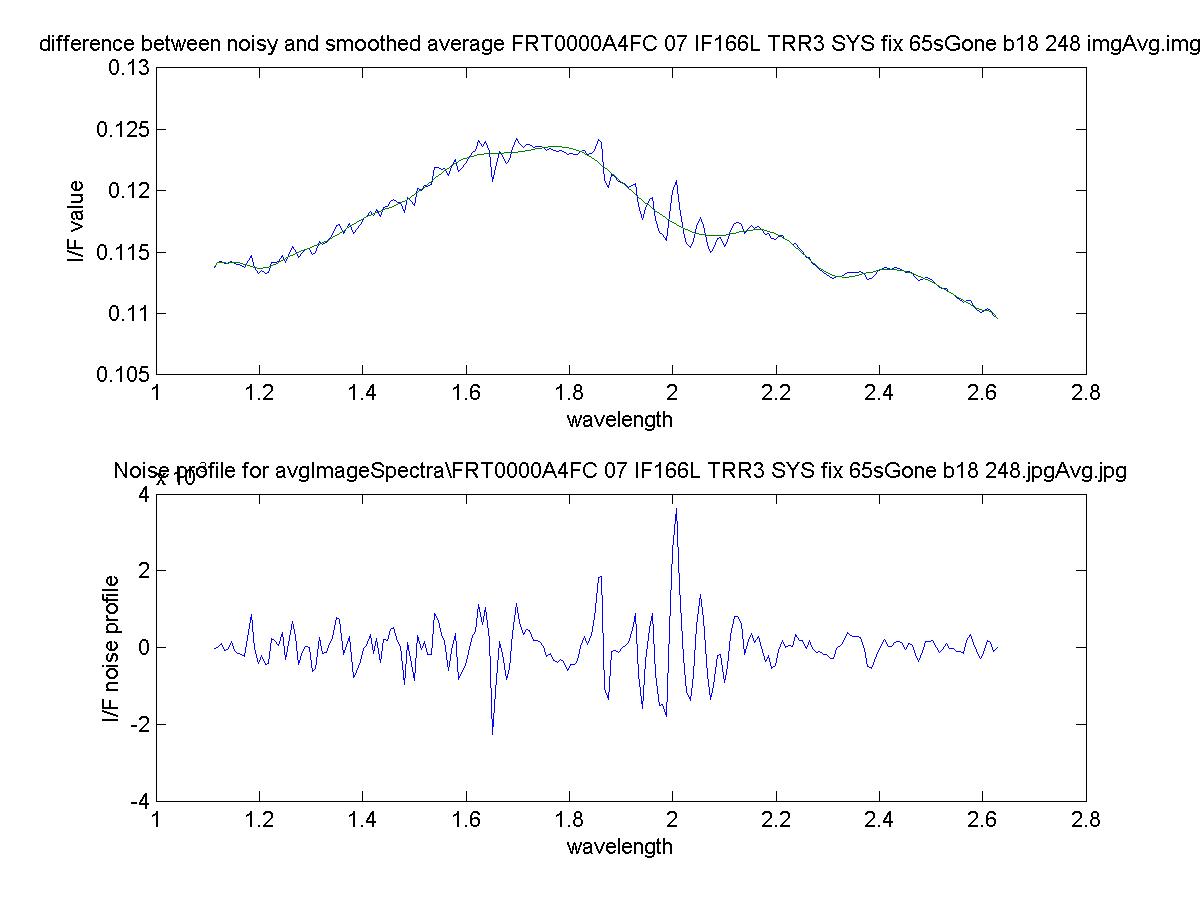 difference between noisy and smoothed average FRT0000A4FC 07 IF166L TRR3 SYS fix 65sGone b18 248 imgAvg.img
0.13
0.125
0.12
0.115
0.11
0.105
I/F value
1 1.2 1.4 1.6 1.8 2 2.2 2.4 2.6 2.8
wavelength
Noise profile for avgImageSpectra\FRT0000A4FC 07 IF166L TRR3 SYS fix 65sGone b18 248.jpgAvg.jpg
x 10
4
2
0
-2
-4
I/F noise profile
1 1.2 1.4 1.6 1.8 2 2.2 2.4 2.6 2.8
wavelength